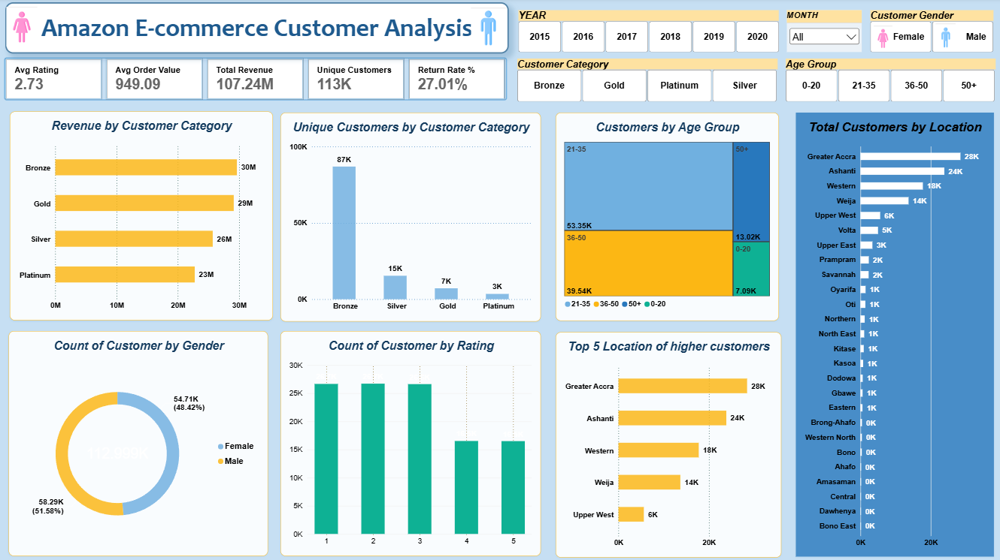 Amazon E-commerce Customer Analysis
YEAR
2015 2016 2017 2018 2019 2020
MONTH
All
Customer Gender
Female Male
Avg Rating
2.73
Avg Order Value
949.09
Total Revenue
107.24M
Unique Customers
113K
Return Rate %
27.01%
Customer Category
Bronze Gold Platinum Silver
Age Group
0-20 21-35 36-50 50+
Revenue by Customer Category
Bronze 30M
Gold 29M
Silver 26M
Platinum 23M
0M 10M 20M 30M
Unique Customers by Customer Category
100K
50K
0K
87K
15K
7K
3K
Bronze Silver Gold Platinum
Customers by Age Group
21-35
53.35K
36-50
39.54K
50+
13.02K
0-20
7.09K
21-35 36-50 50+ 0-20
Total Customers by Location
Greater Accra 28K
Ashanti 24K
Western 18K
Weija 14K
Upper West 6K
Volta 5K
Upper East 3K
Prampram 2K
Savannah 2K
Oyarifa 1K
Oti 1K
Northern 1K
North East 1K
Kitase 1K
Kasoa 1K
Dodowa 1K
Gbawe 1K
Eastern 1K
Brong-Ahafo 0K
Western North 0K
Bono 0K
Ahafo 0K
Amasaman 0K
Central 0K
Dawhenya 0K
Bono East 0K
0K 20K
Count of Customer by Gender
54.71K
(48.42%)
58.29K
(51.58%)
Female
Male
Count of Customer by Rating
30K
25K
20K
15K
10K
5K
0K
1 2 3 4 5
Top 5 Location of higher customers
Greater Accra 28K
Ashanti 24K
Western 18K
Weija 14K
Upper West 6K
0K 20K